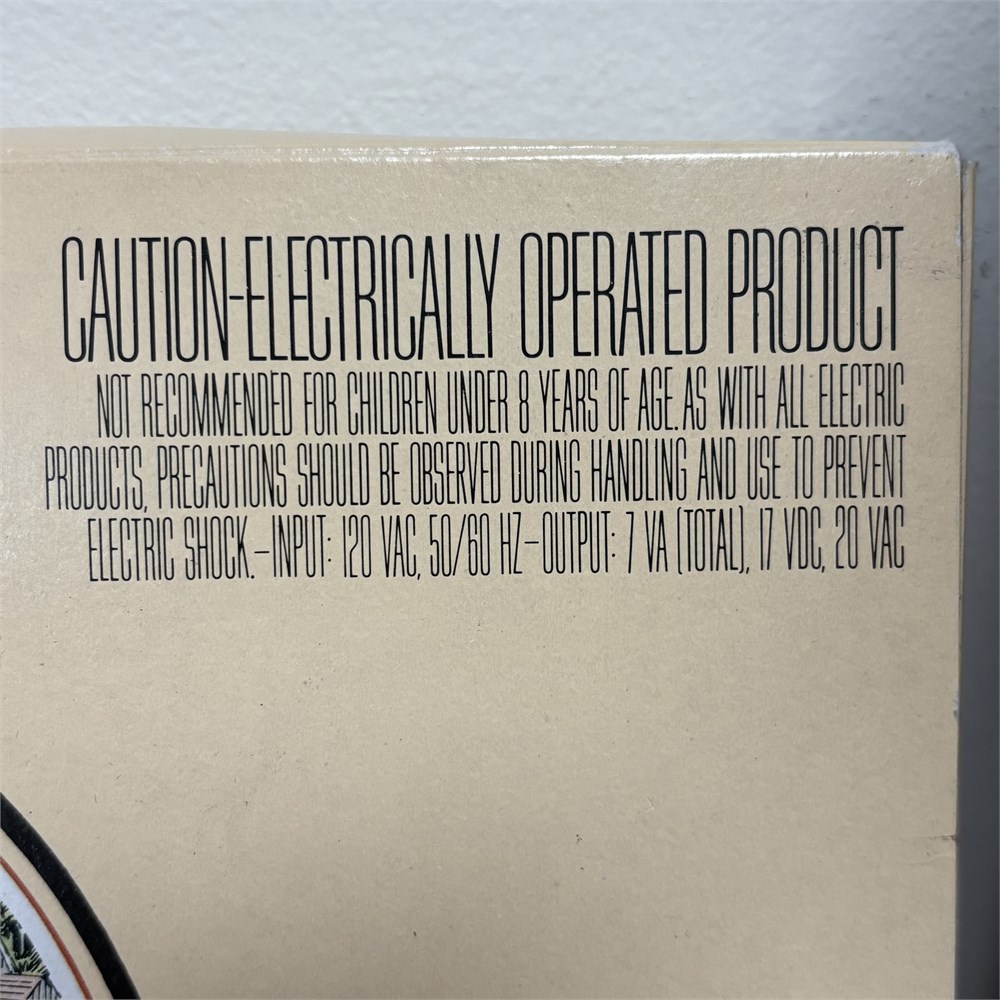 CAUTION-ELECTRICALLY OPERATED PRODUCT
NOT RECOMMENDED FOR CHILDREN UNDER 8 YEARS OF AGE. AS WITH ALL ELECTRIC
PRODUCTS, PRECAUTIONS SHOULD BE OBSERVED DURING HANDLING AND USE TO PREVENT
ELECTRIC SHOCK.-INPUT: 120 VAC, 50/60 HZ-OUTPUT: 7 VA (TOTAL), 17 VDC, 20 VAC